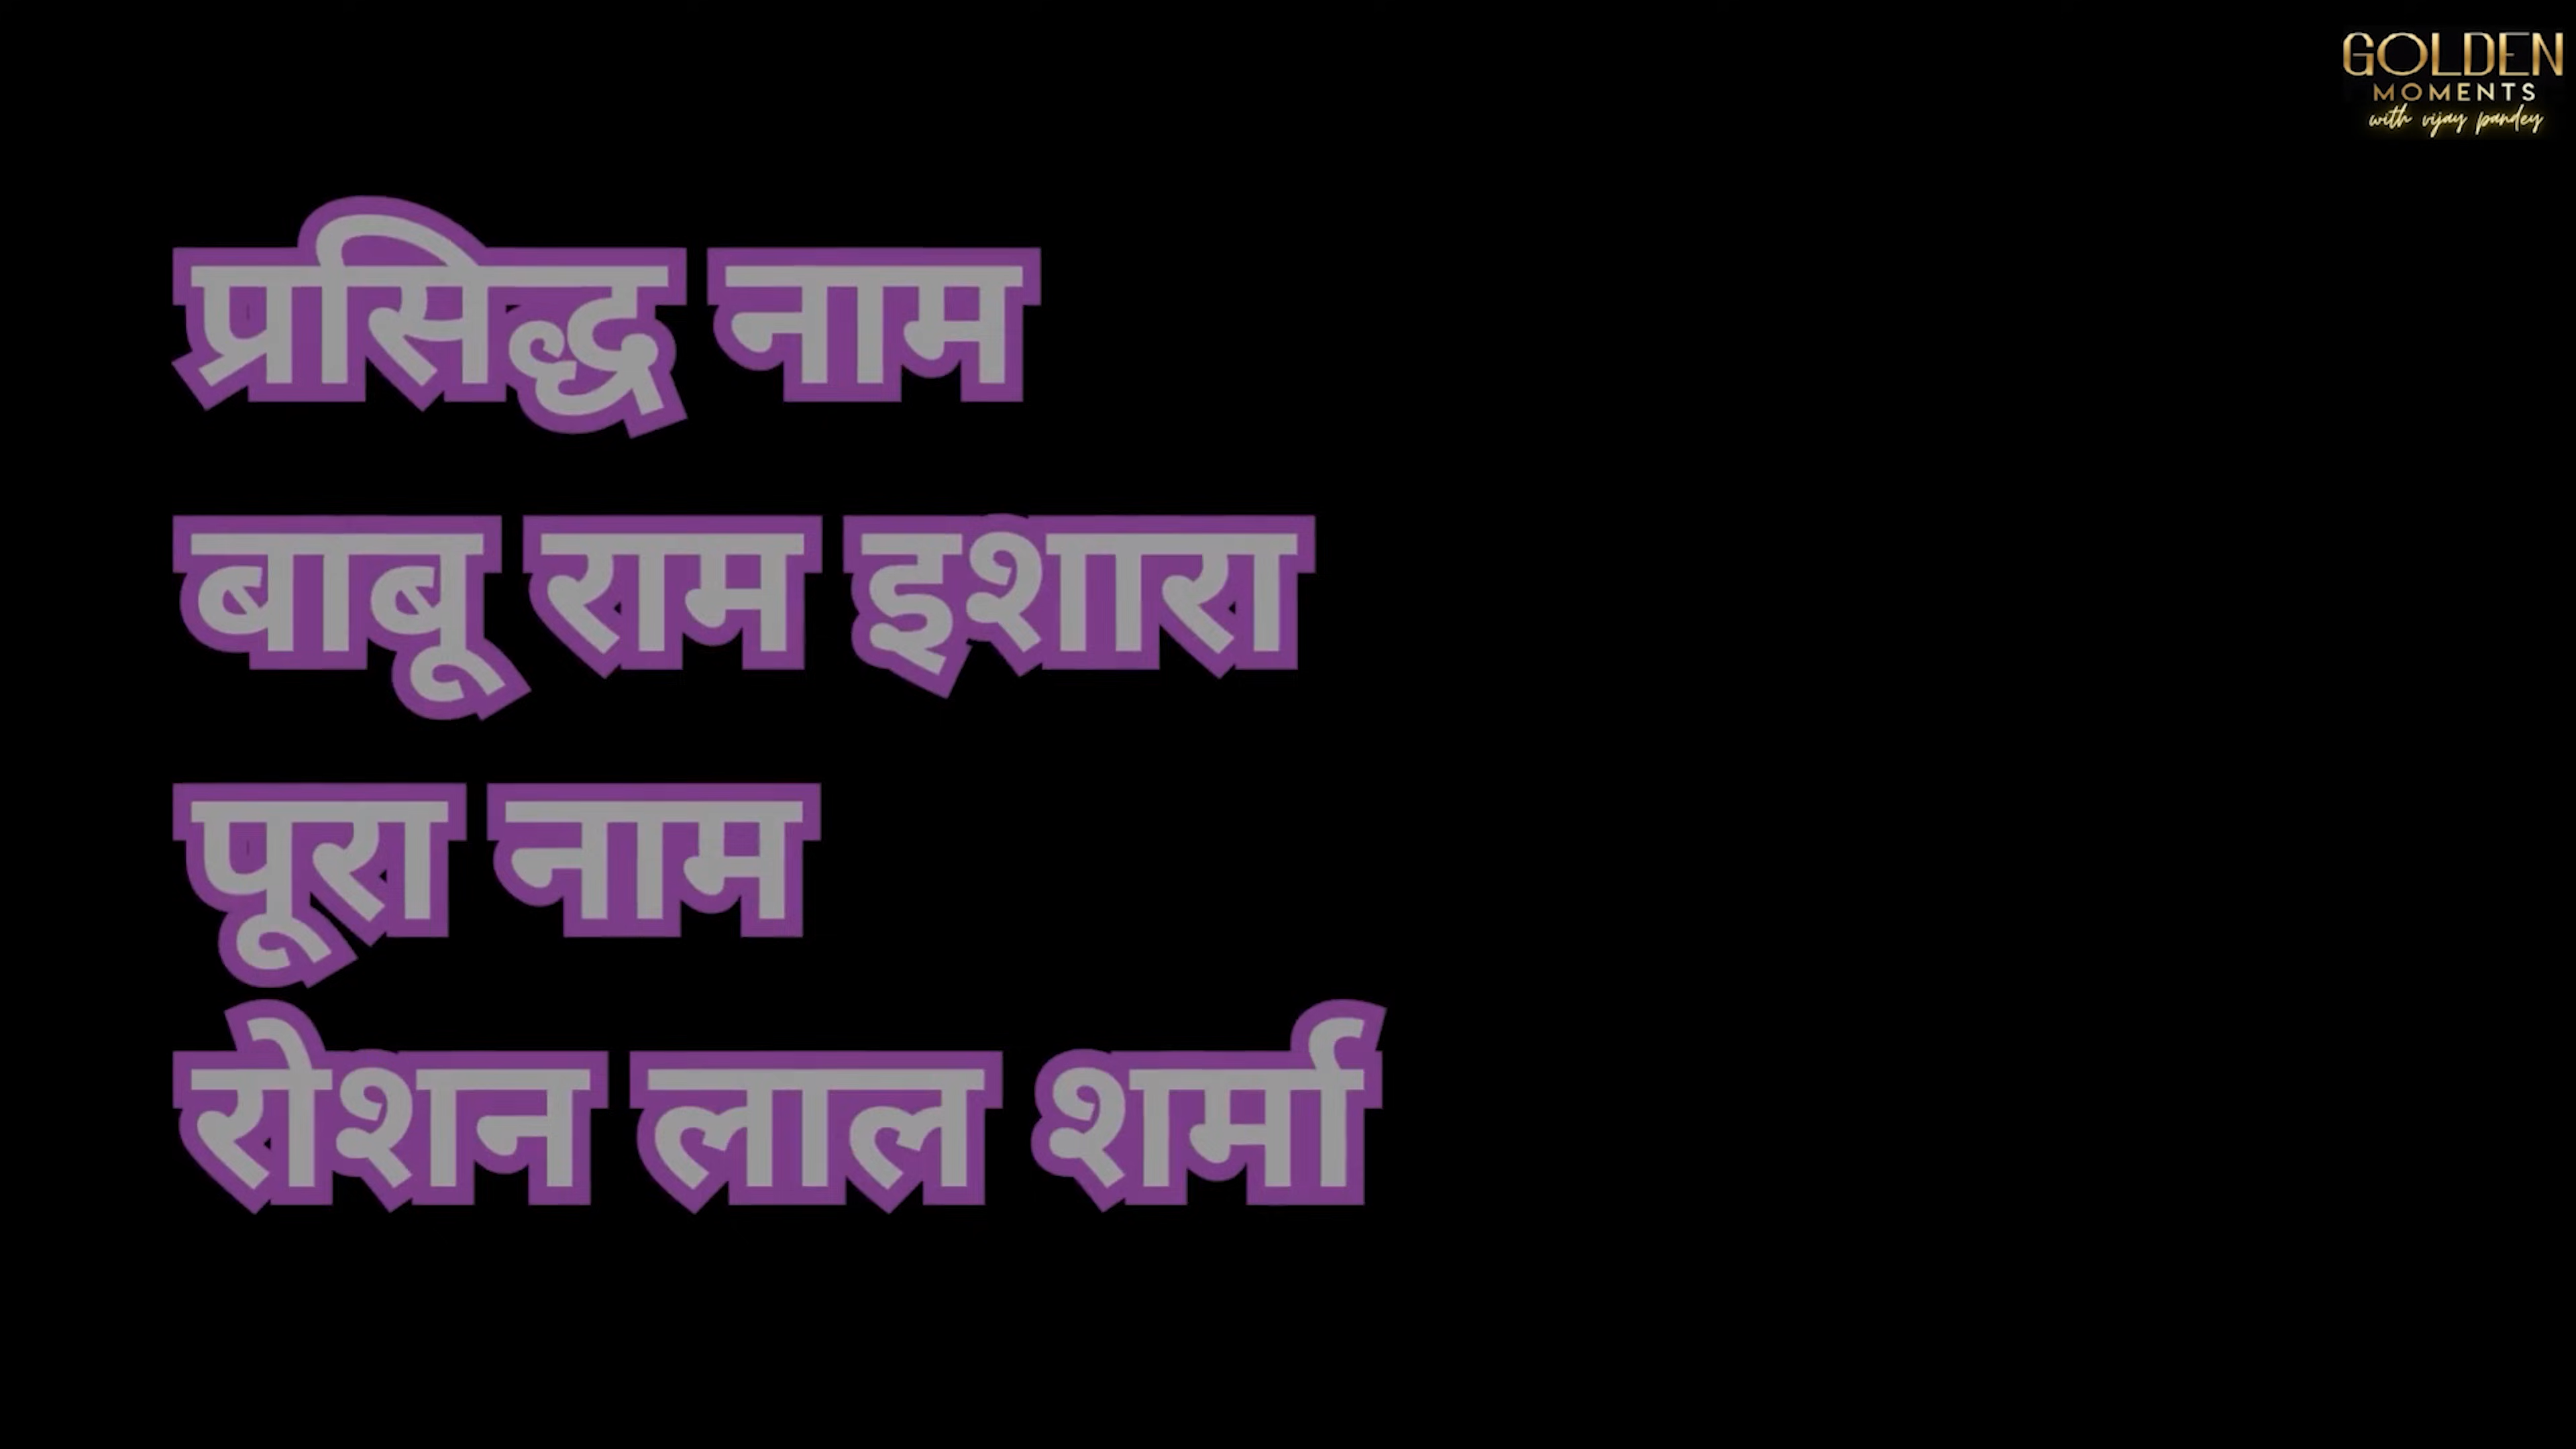 GOLDEN
MOMENTS
with vijay pandey
प्रसिद्ध नाम
बाबू राम इशारा
पूरा नाम
रोशन लाल शर्मा